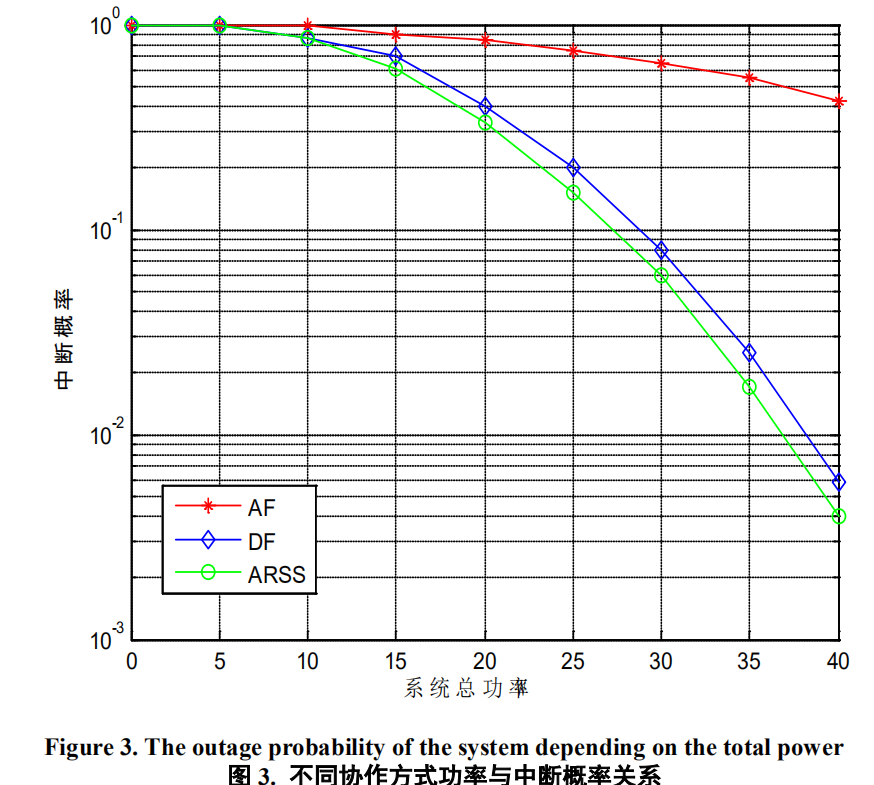 10^0
10^-1
10^-2
10^-3
中断概率
AF
DF
ARSS
0 5 10 15 20 25 30 35 40
系统总功率
Figure 3. The outage probability of the system depending on the total power
图 3. 不同协作方式功率与中断概率关系